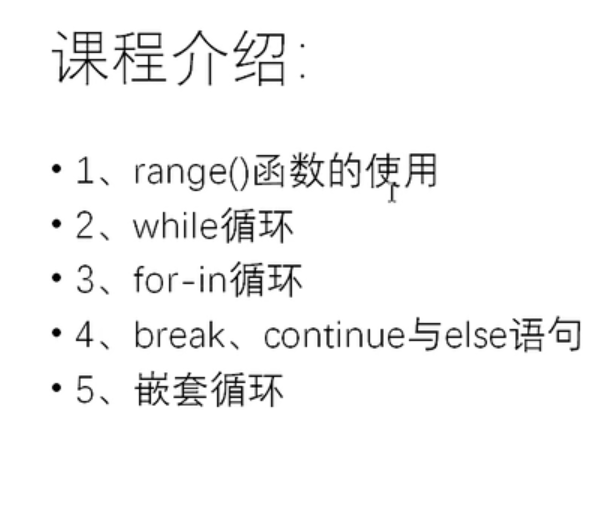 课程介绍：
• 1、range()函数的使用
• 2、while循环
• 3、for-in循环
• 4、break、continue与else语句
• 5、嵌套循环